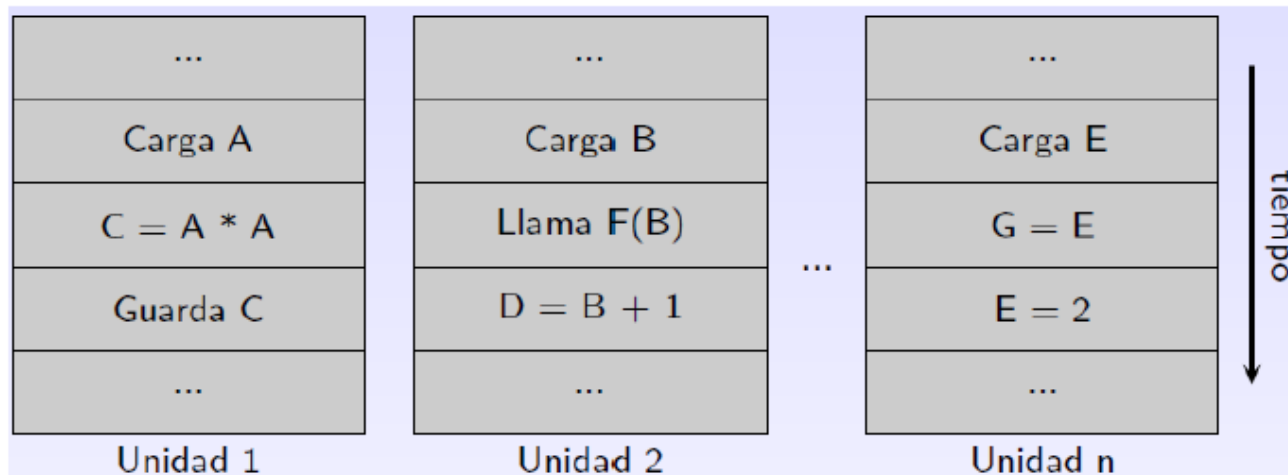 ...
Carga A
C = A * A
Guarda C
...
Unidad 1
...
Carga B
Llama F(B)
D = B + 1
...
Unidad 2
...
...
Carga E
G = E
E = 2
...
Unidad n
tiempo